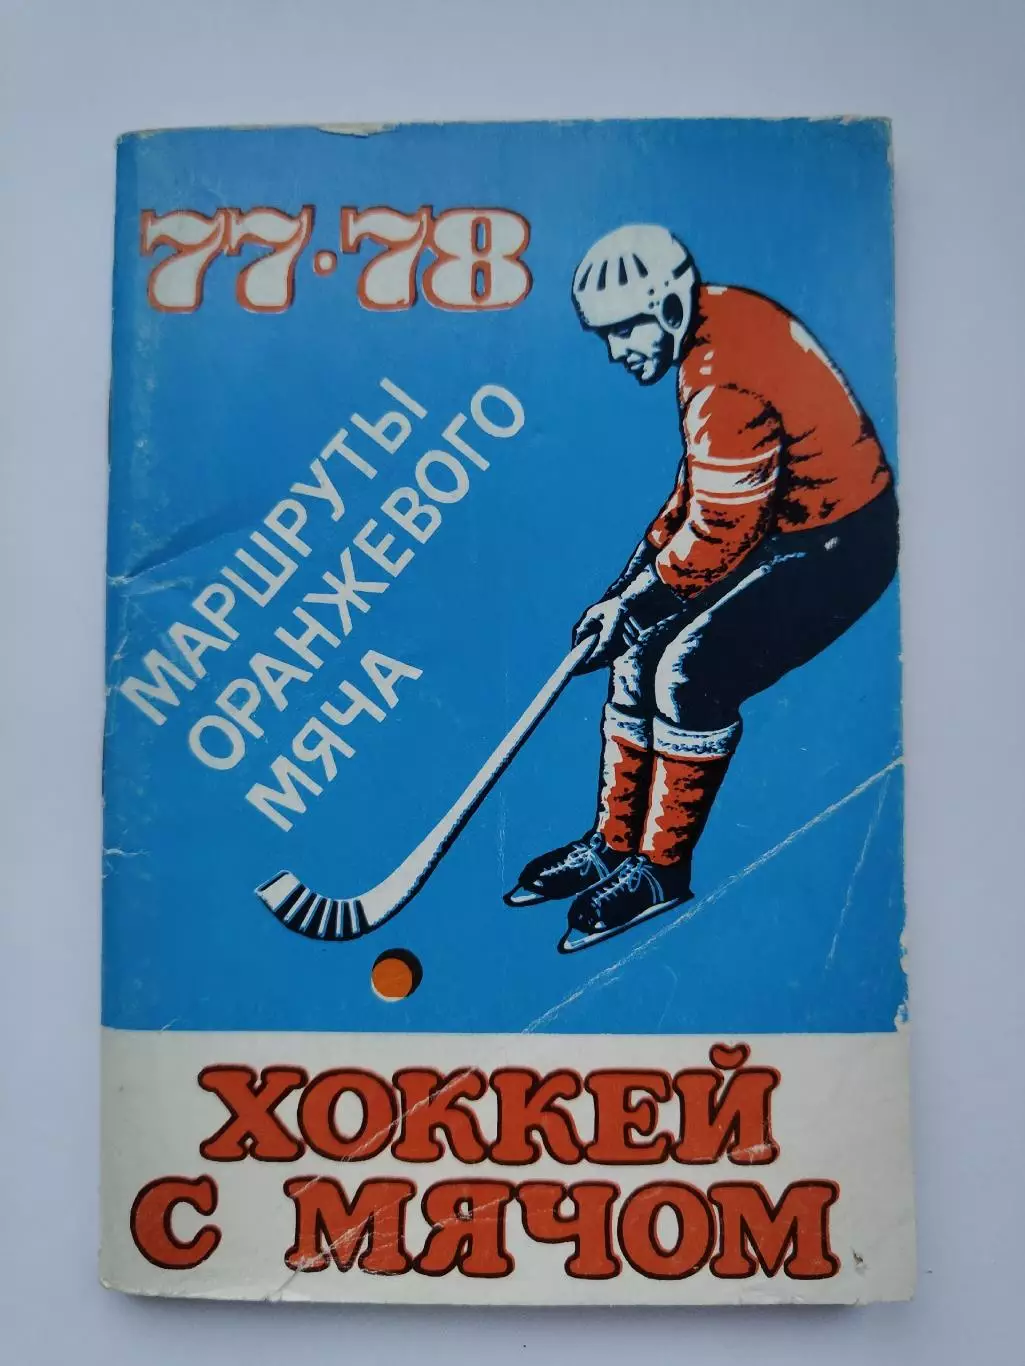 77·78
МАРШРУТЫ
ОРАНЖЕВОГО
МЯЧА
ХОККЕЙ
С МЯЧОМ